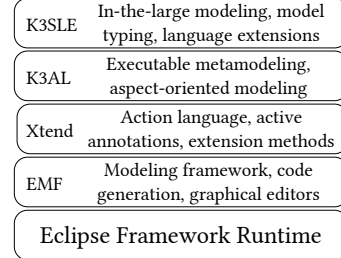 K3SLE
In-the-large modeling, model
typing, language extensions
K3AL
Executable metamodeling,
aspect-oriented modeling
Xtend
Action language, active
annotations, extension methods
EMF
Modeling framework, code
generation, graphical editors
Eclipse Framework Runtime